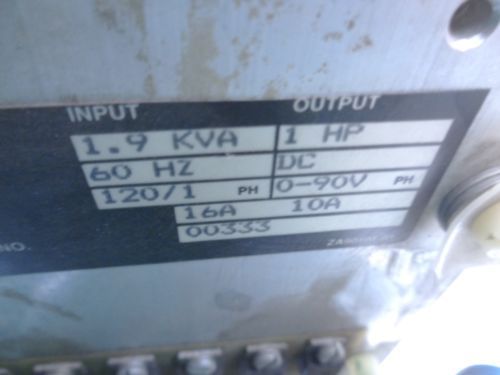 INPUT OUTPUT
1.9 KVA 1 HP
60 HZ DC
120/1 PH 0-90V PH
16A 10A
00333
NO.